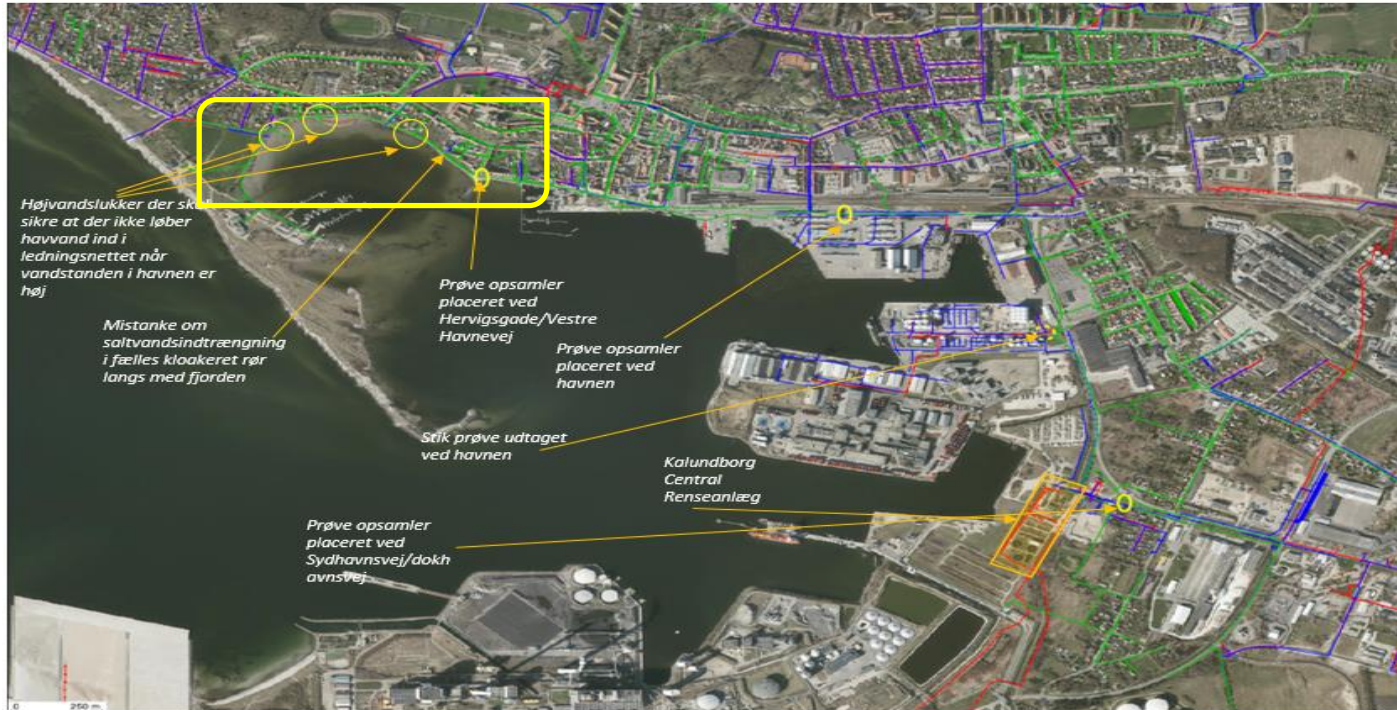 Højvandslukker der sk
sikre at der ikke løber
havvand ind i
ledningsnettet når
vandstanden i havnen er
høj
Mistanke om
saltvandsindtrængning
i fælles kloakeret rør
langs med fjorden
Prøve opsamler
placeret ved
Hervigsgade/Vestre
Havnevej
Prøve opsamler
placeret ved
havnen
Stik prøve udtaget
ved havnen
Kalundborg
Central
Renseanlæg
Prøve opsamler
placeret ved
Sydhavnsvej/dokh
avnsvej
0 250 m